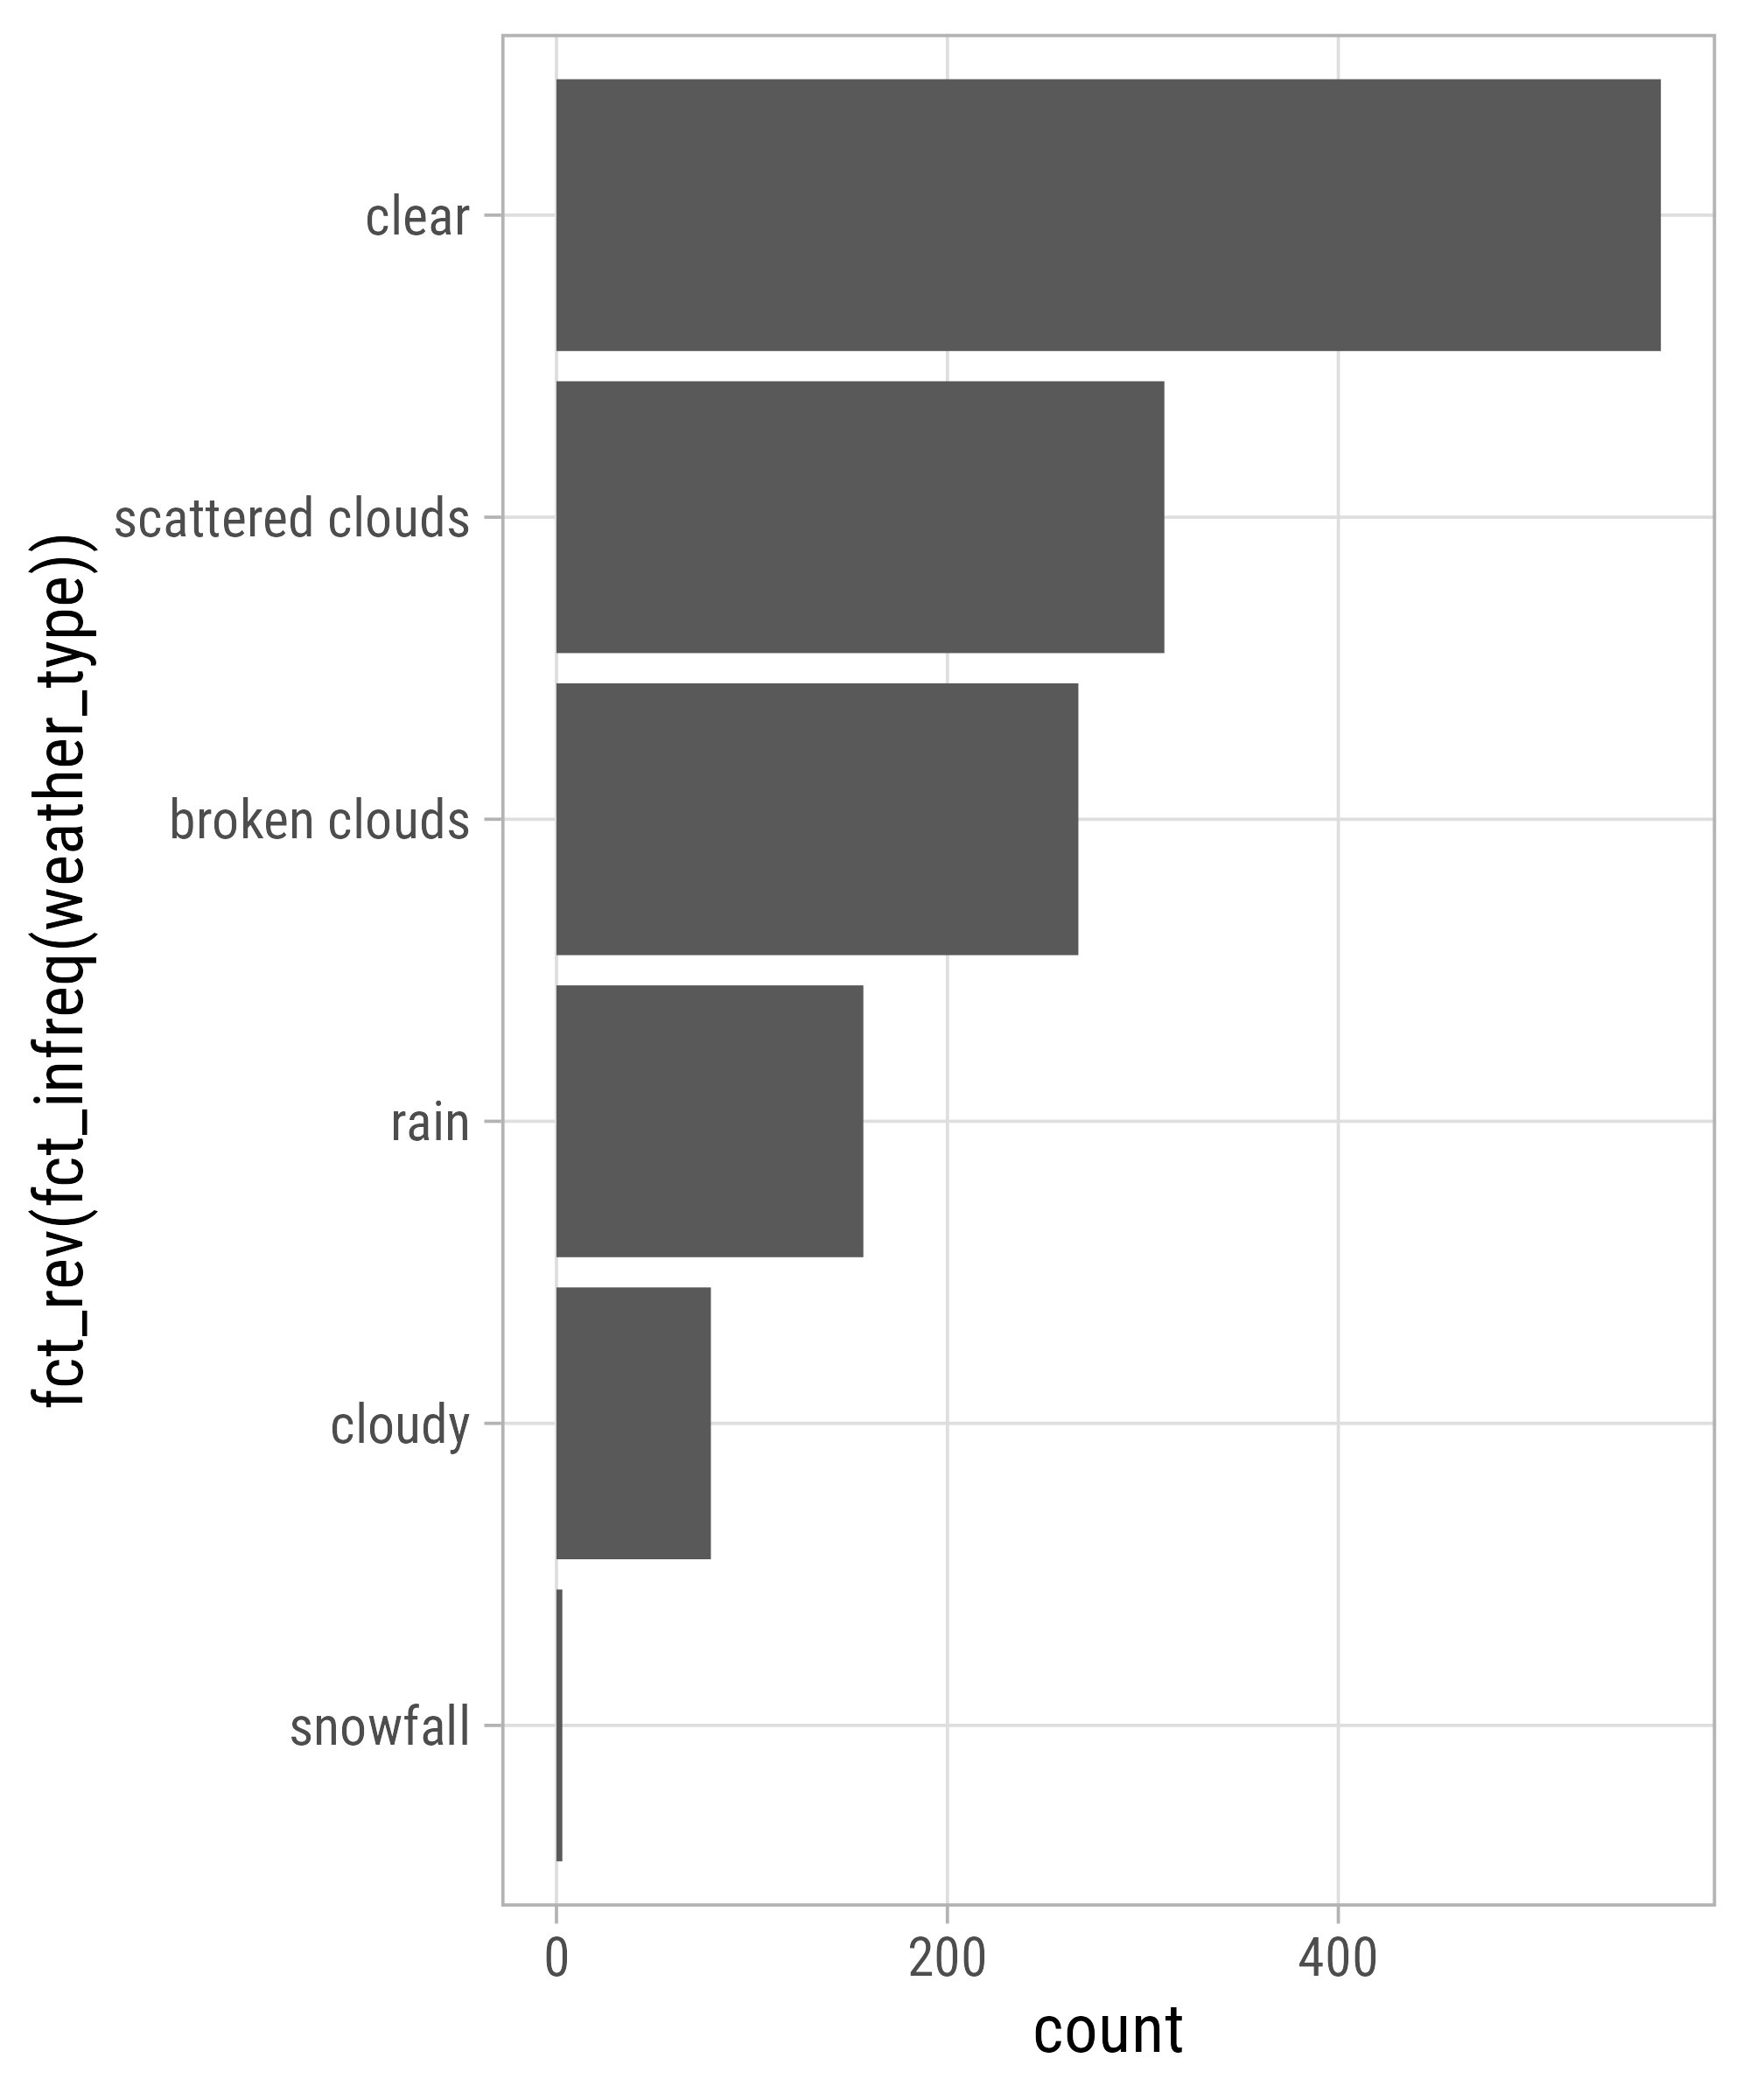 fct_rev(fct_infreq(weather_type))
clear
scattered clouds
broken clouds
rain
cloudy
snowfall
0 200 400
count